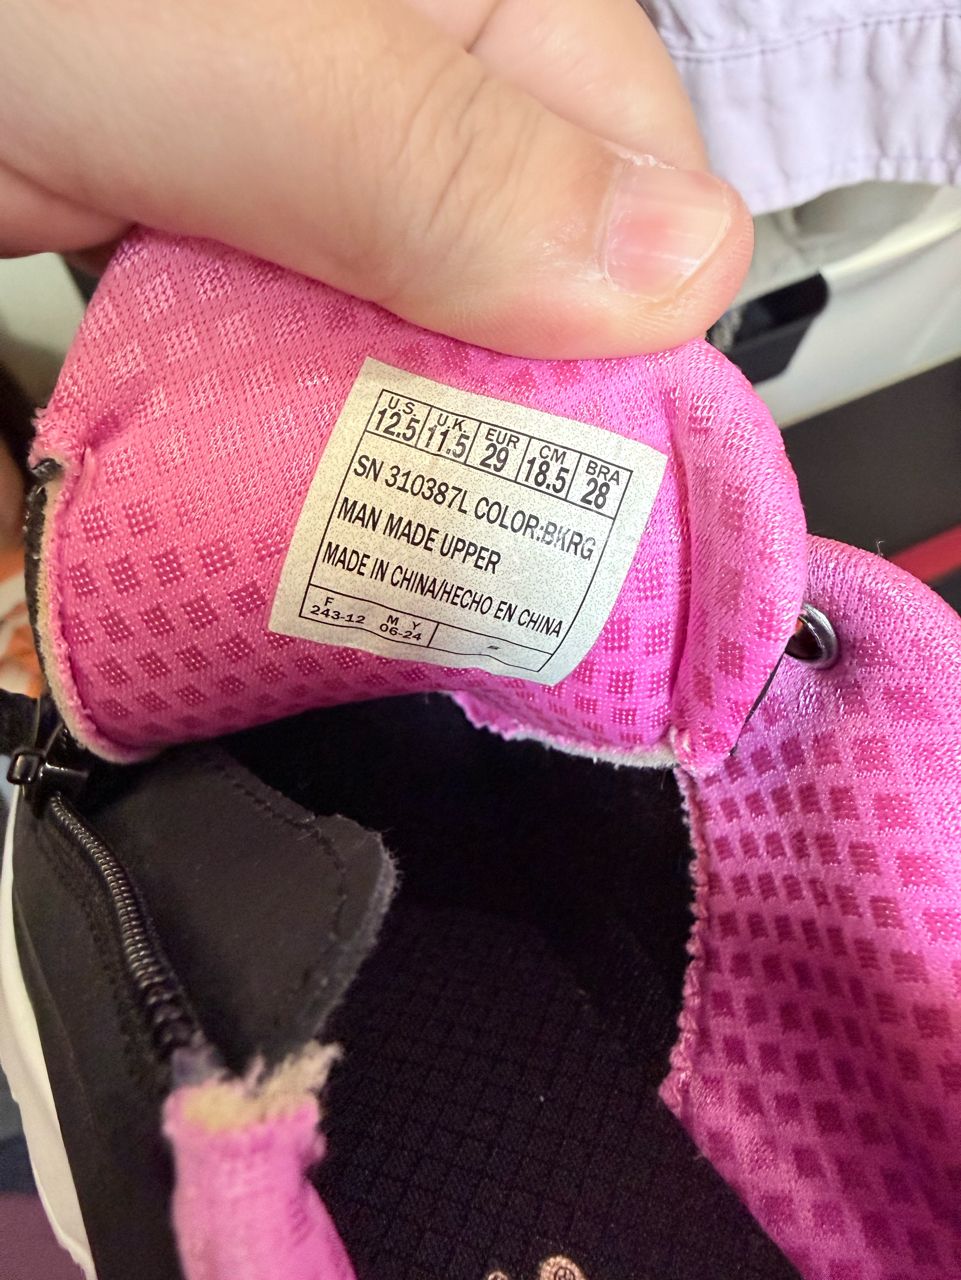 U.S. U.K. EUR CM BRA
12.5 11.5 29 18.5 28
SN 310387L COLOR:BKRG
MAN MADE UPPER
MADE IN CHINA/HECHO EN CHINA
F M Y
243-12 06-24